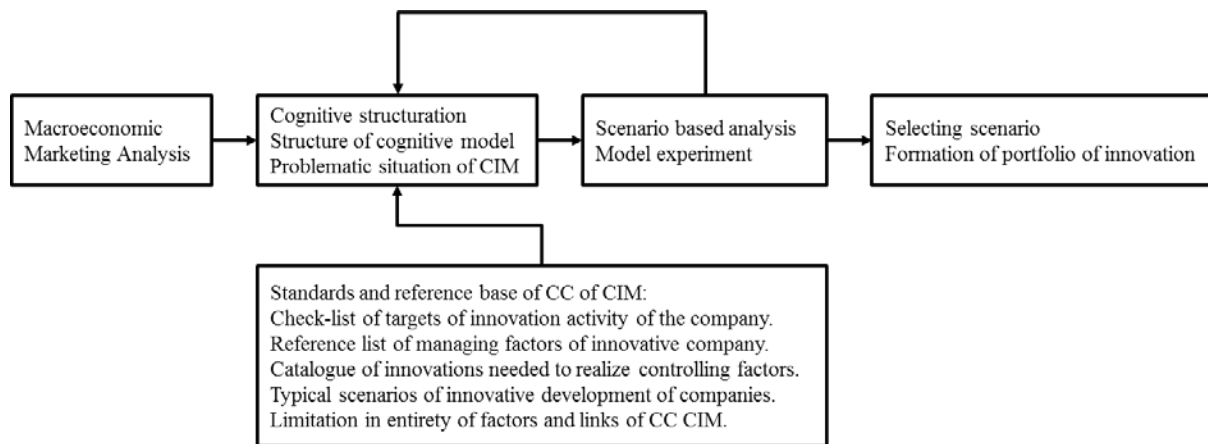 Macroeconomic
Marketing Analysis
Cognitive structuration
Structure of cognitive model
Problematic situation of CIM
Scenario based analysis
Model experiment
Selecting scenario
Formation of portfolio of innovation
Standards and reference base of CC of CIM:
Check-list of targets of innovation activity of the company.
Reference list of managing factors of innovative company.
Catalogue of innovations needed to realize controlling factors.
Typical scenarios of innovative development of companies.
Limitation in entirety of factors and links of CC CIM.